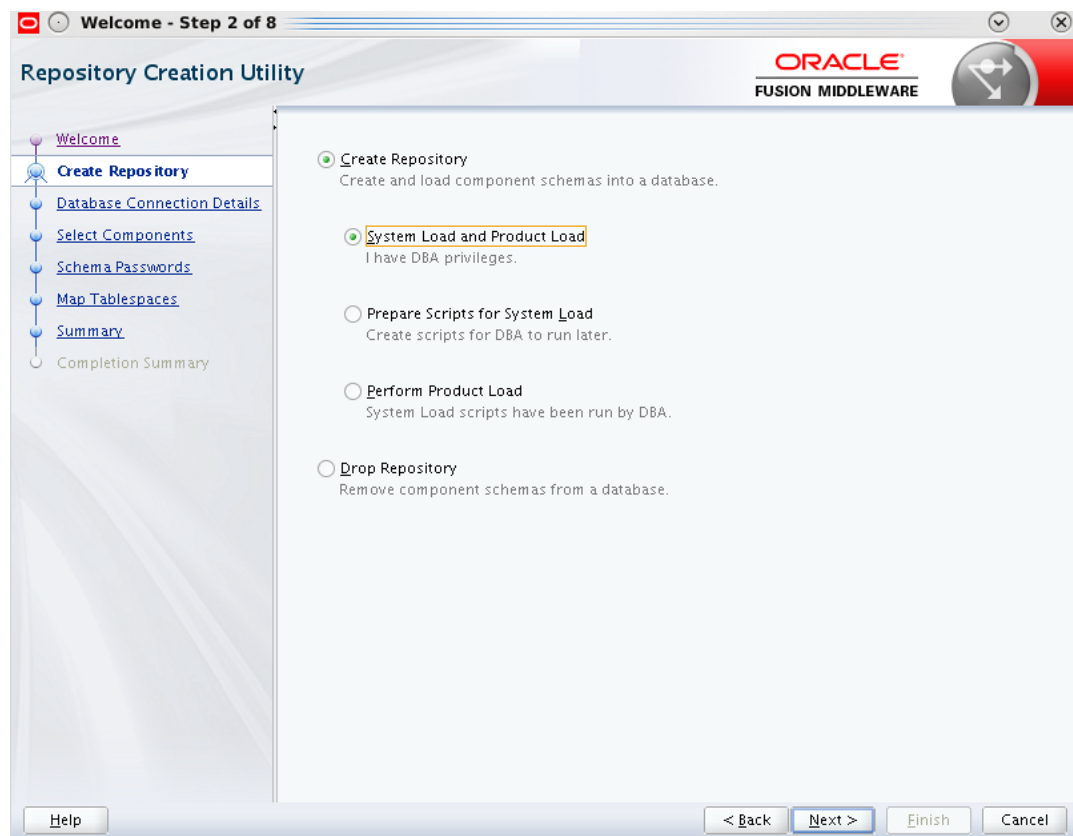 Welcome - Step 2 of 8
Repository Creation Utility
ORACLE
FUSION MIDDLEWARE
Welcome
Create Repository
Database Connection Details
Select Components
Schema Passwords
Map Tablespaces
Summary
Completion Summary
Create Repository
Create and load component schemas into a database.
System Load and Product Load
I have DBA privileges.
Prepare Scripts for System Load
Create scripts for DBA to run later.
Perform Product Load
System Load scripts have been run by DBA.
Drop Repository
Remove component schemas from a database.
Help
< Back
Next >
Finish
Cancel